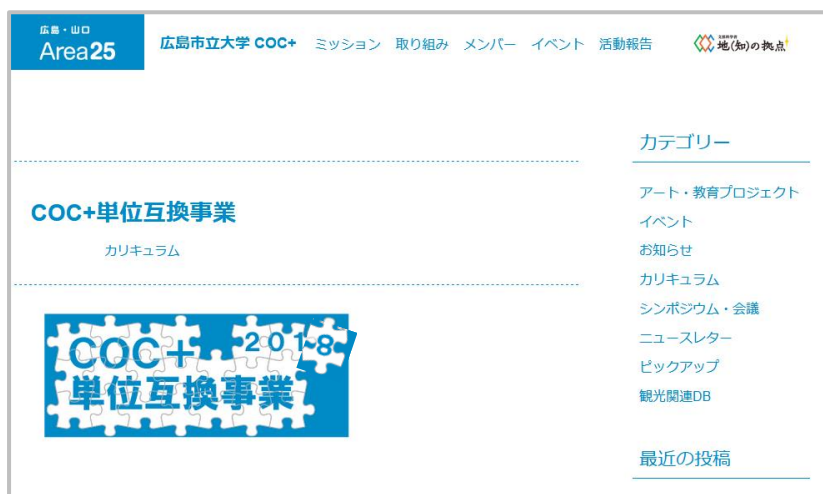 広島・山口
Area25
広島市立大学 COC+ ミッション 取り組み メンバー イベント 活動報告
地(知)の拠点
カテゴリー
アート・教育プロジェクト
イベント
お知らせ
カリキュラム
シンポジウム・会議
ニュースレター
ピックアップ
観光関連DB
最近の投稿
COC+単位互換事業
カリキュラム
COC+ 201~8
単位互換事業